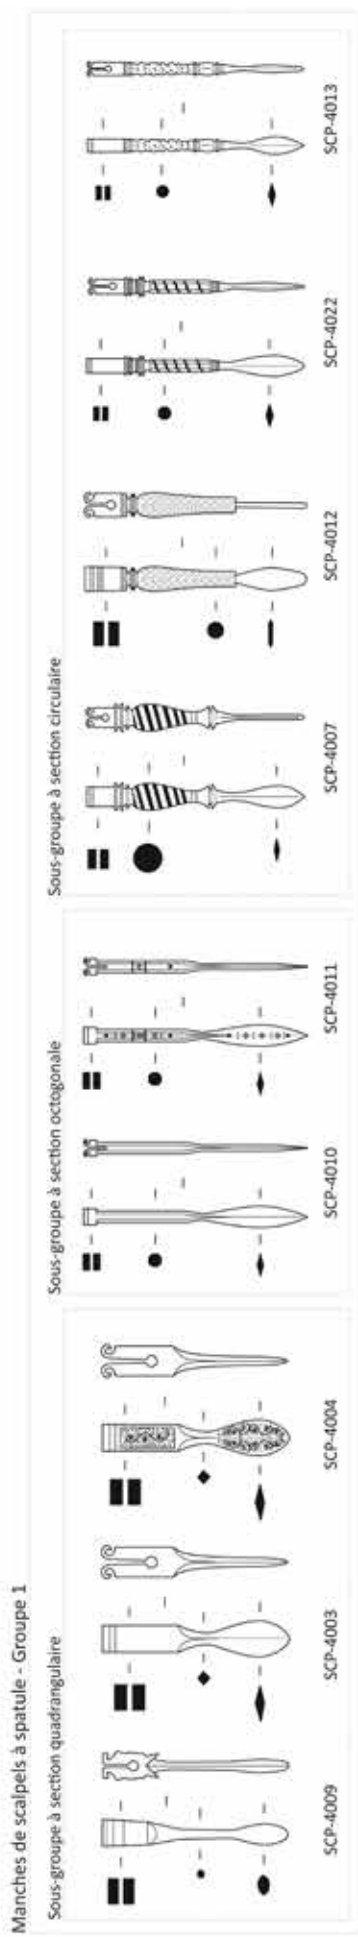 Manches de scalpels à spatule - Groupe 1
Sous-groupe à section quadrangulaire
SCP-4009
SCP-4003
SCP-4004
Sous-groupe à section octogonale
SCP-4010
SCP-4011
Sous-groupe à section circulaire
SCP-4007
SCP-4012
SCP-4022
SCP-4013